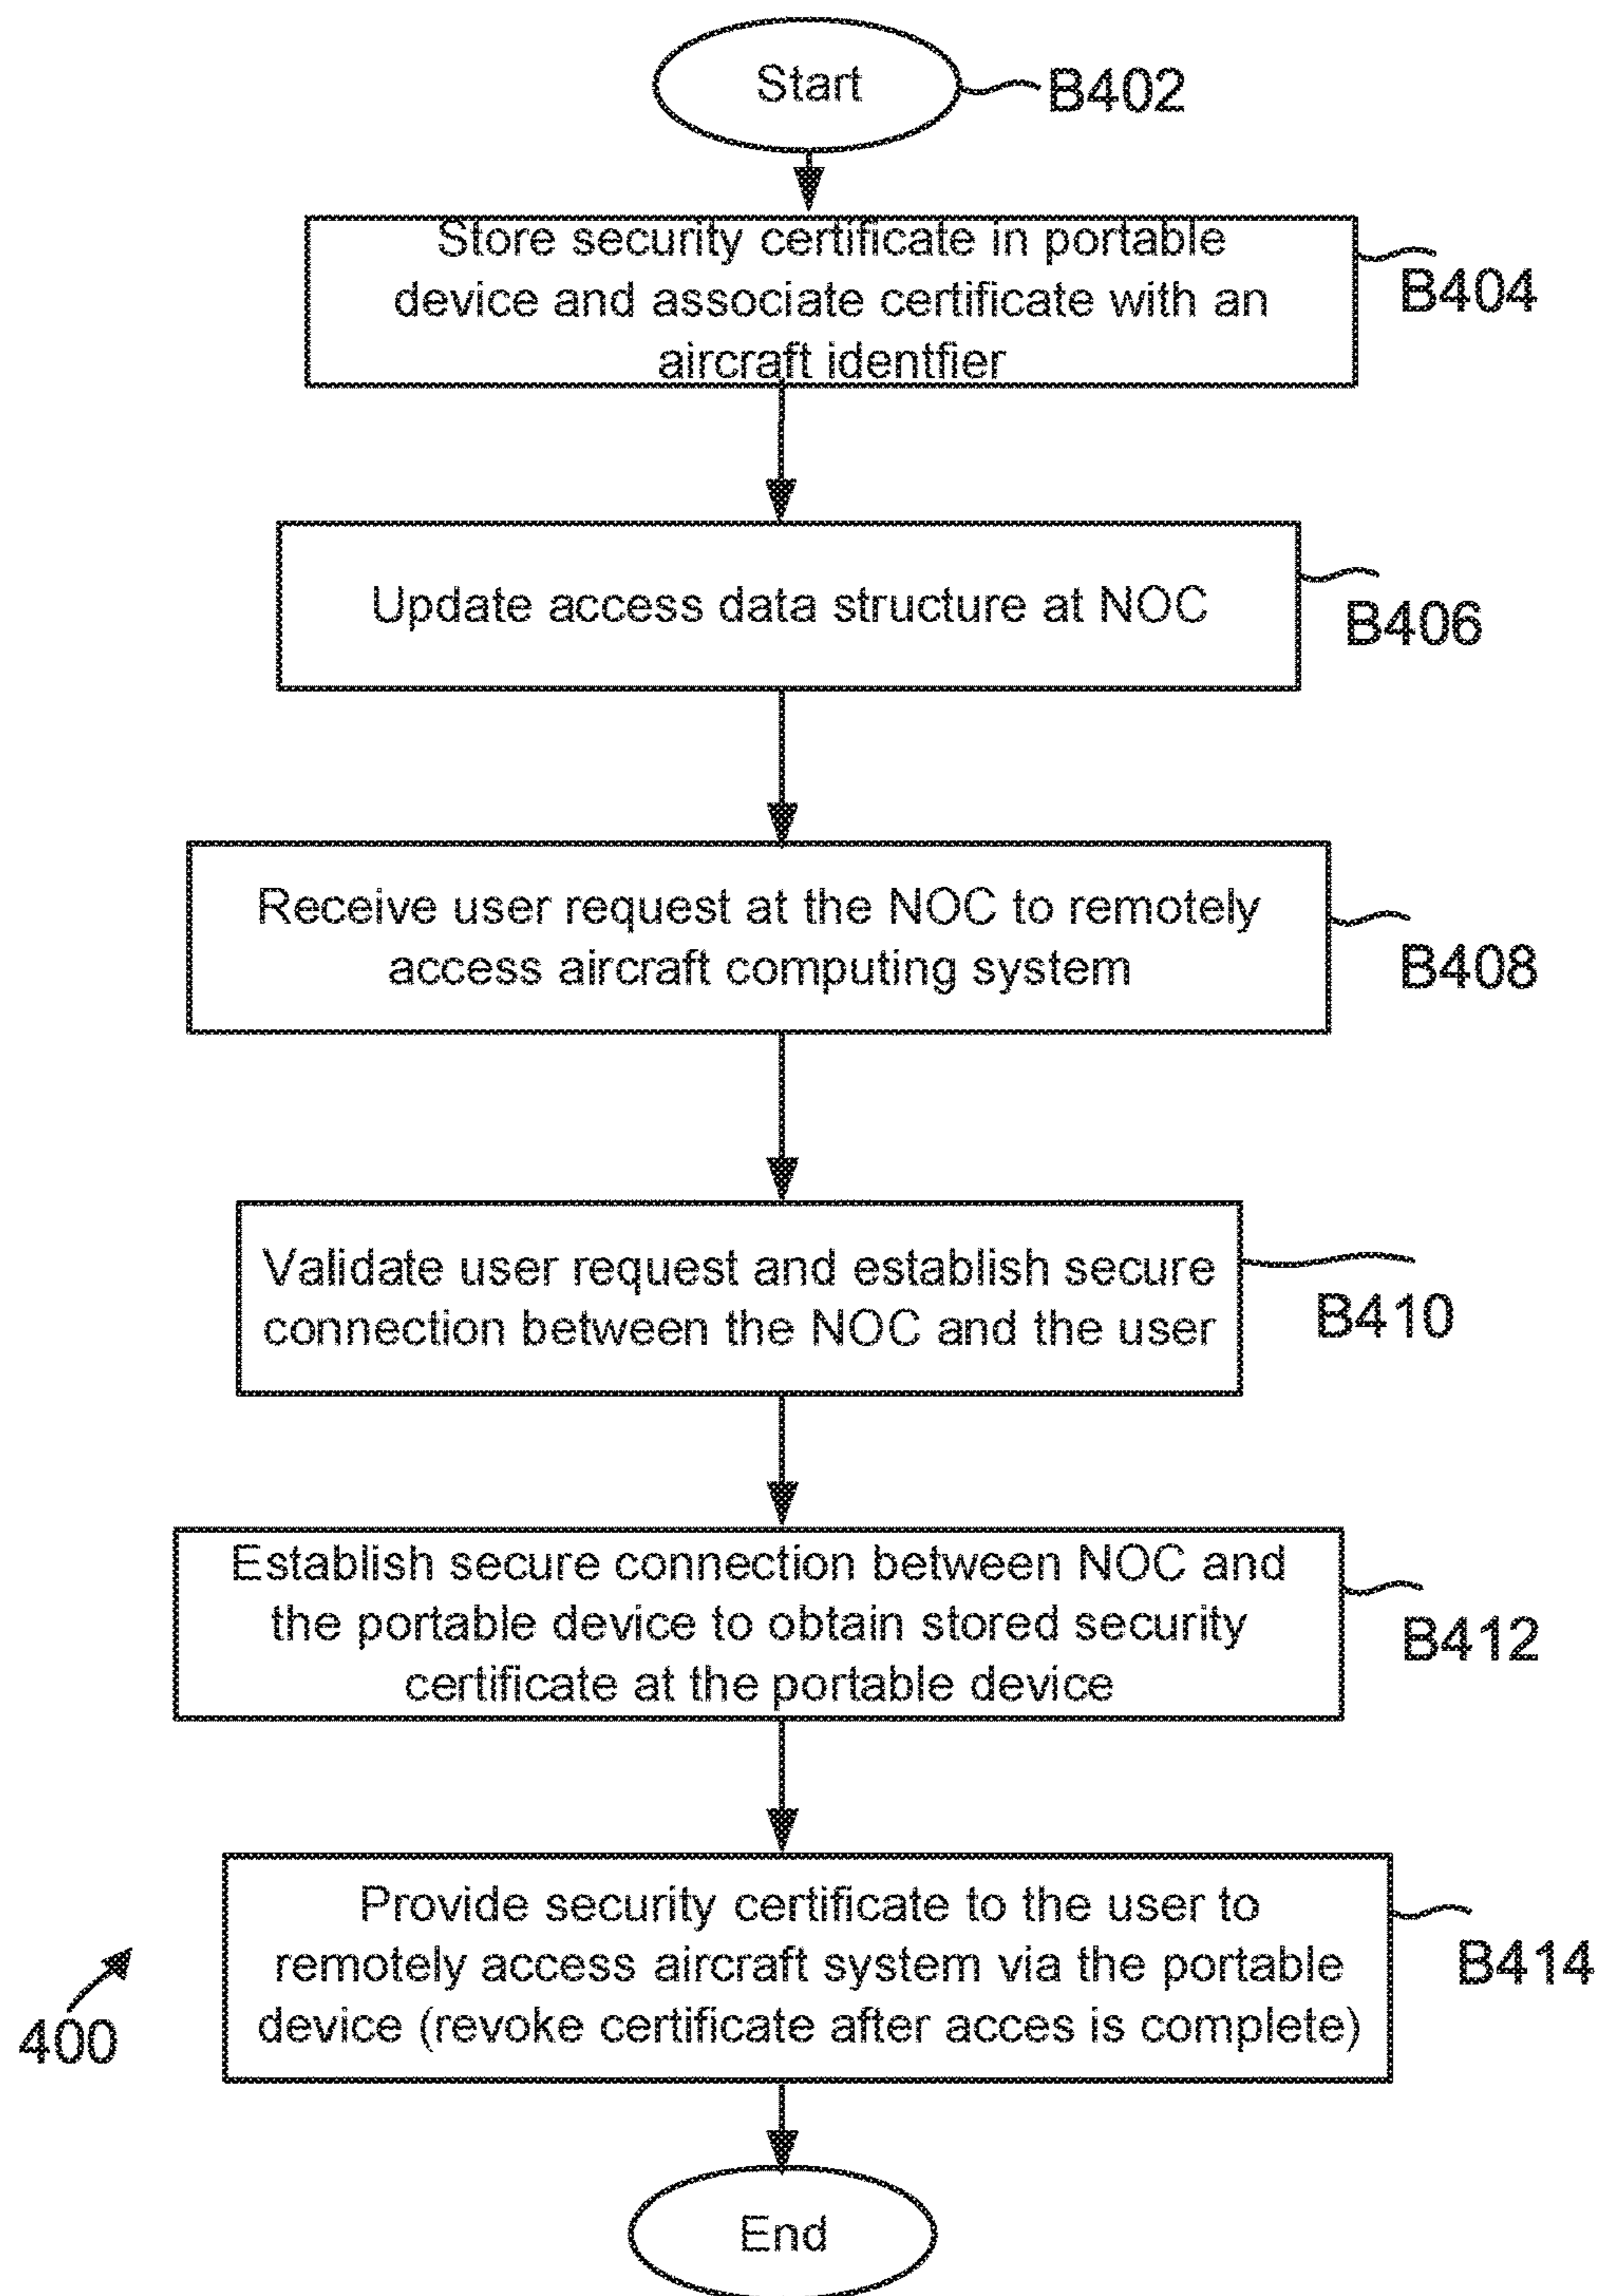 Start
B402
Store security certificate in portable
device and associate certificate with an
aircraft identfier
B404
Update access data structure at NOC
B406
Receive user request at the NOC to remotely
access aircraft computing system
B408
Validate user request and establish secure
connection between the NOC and the user
B410
Establish secure connection between NOC and
the portable device to obtain stored security
certificate at the portable device
B412
Provide security certificate to the user to
remotely access aircraft system via the portable
device (revoke certificate after acces is complete)
B414
400
End